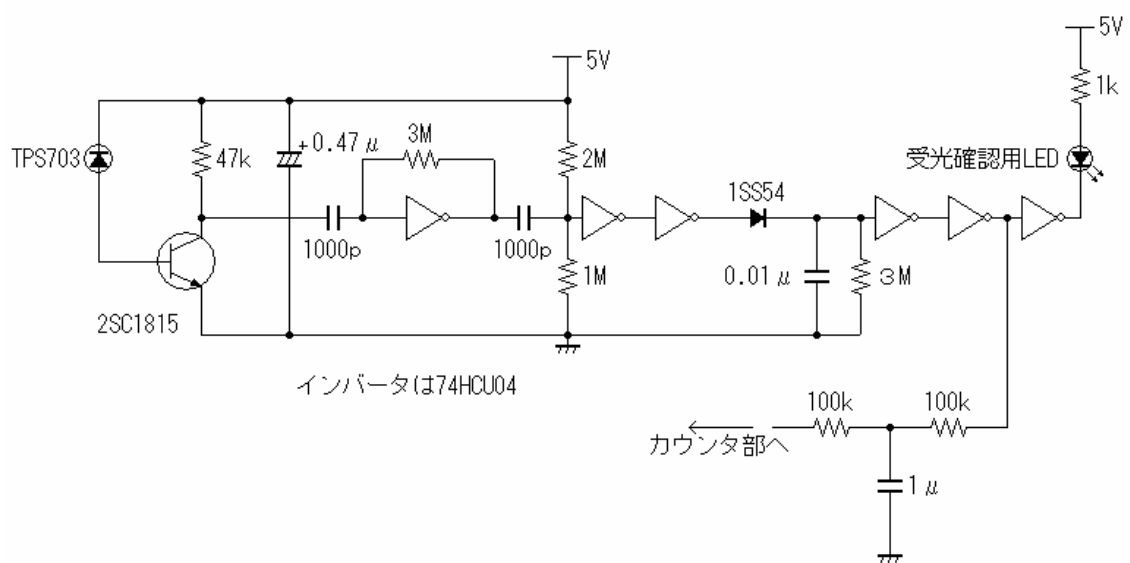 5V
5V
1k
3M
+0.47μ
2M
TPS703
47k
受光確認用LED
1SS54
1000p
1000p
1M
0.01μ
3M
2SC1815
インバータは74HCU04
100k
100k
カウンタ部へ
1μ